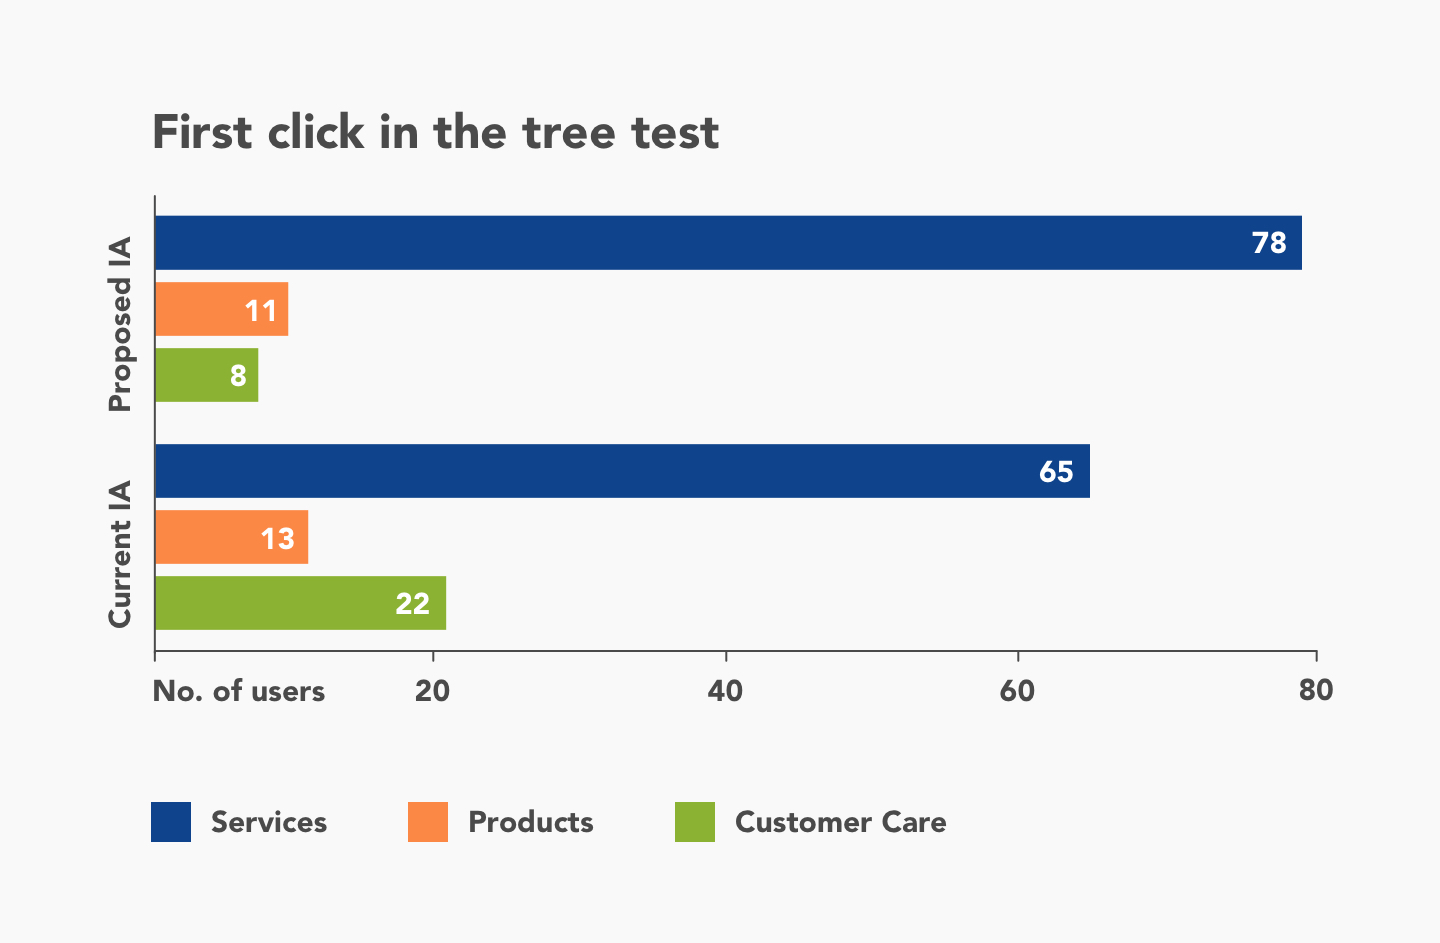 First click in the tree test
Proposed IA
78
11
8
Current IA
65
13
22
No. of users 20 40 60 80
Services Products Customer Care